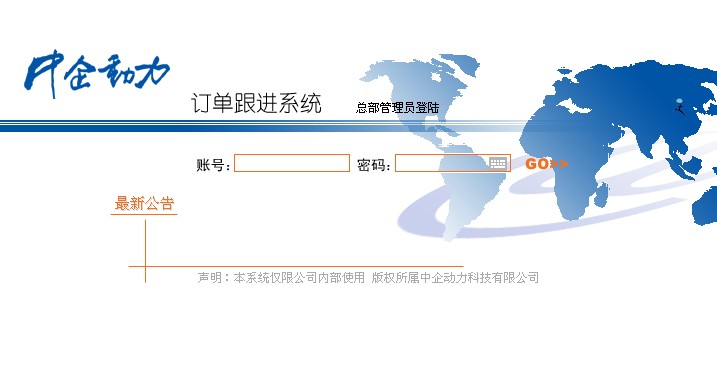 中企动力
订单跟进系统
总部管理员登陆
账号:
密码:
GO>>
最新公告
声明：本系统仅限公司内部使用 版权所属中企动力科技有限公司